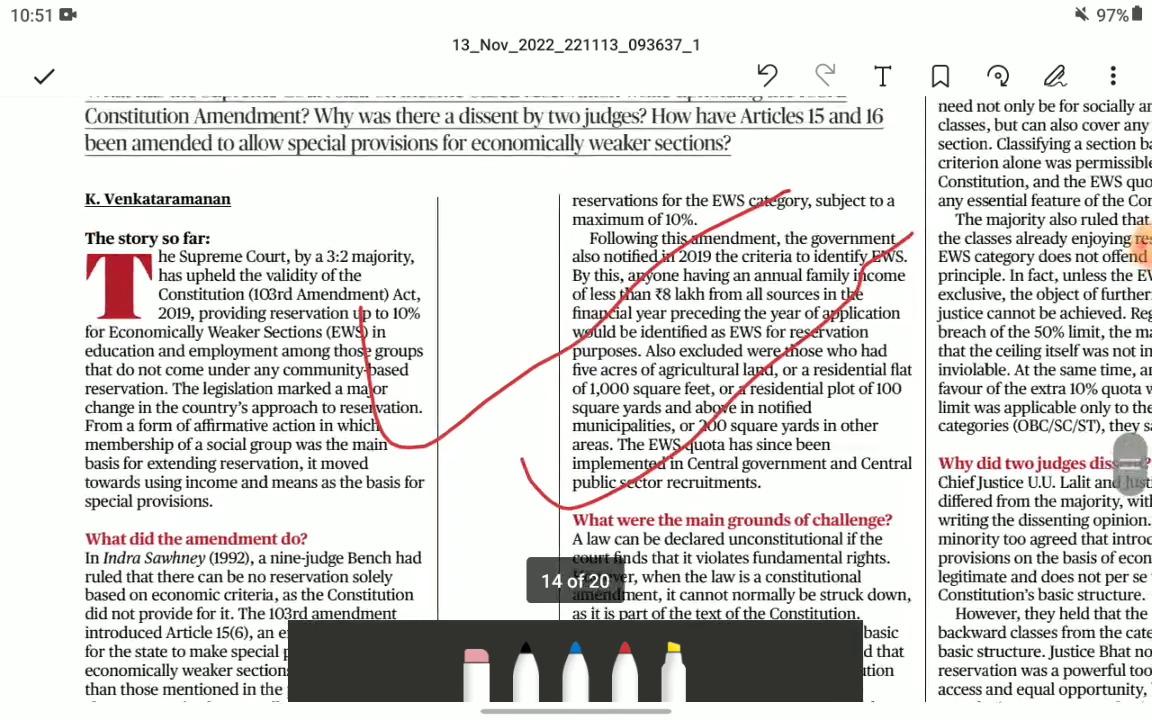 10:51
97%
13_Nov_2022_221113_093637_1
Constitution Amendment? Why was there a dissent by two judges? How have Articles 15 and 16
been amended to allow special provisions for economically weaker sections?
K. Venkataramanan
The story so far:
The Supreme Court, by a 3:2 majority,
has upheld the validity of the
Constitution (103rd Amendment) Act,
2019, providing reservation up to 10%
for Economically Weaker Sections (EWS) in
education and employment among those groups
that do not come under any community-based
reservation. The legislation marked a major
change in the country's approach to reservation.
From a form of affirmative action in which
membership of a social group was the main
basis for extending reservation, it moved
towards using income and means as the basis for
special provisions.
What did the amendment do?
In Indra Sawhney (1992), a nine-judge Bench had
ruled that there can be no reservation solely
based on economic criteria, as the Constitution
did not provide for it. The 103rd amendment
introduced Article 15(6), an e
for the state to make special p
economically weaker sections
than those mentioned in the
reservations for the EWS category, subject to a
maximum of 10%.
Following this amendment, the government
also notified in 2019 the criteria to identify EWS.
By this, anyone having an annual family income
of less than ₹8 lakh from all sources in the
financial year preceding the year of application
would be identified as EWS for reservation
purposes. Also excluded were those who had
five acres of agricultural land, or a residential flat
of 1,000 square feet, or a residential plot of 100
square yards and above in notified
municipalities, or 200 square yards in other
areas. The EWS quota has since been
implemented in Central government and Central
public sector recruitments.
What were the main grounds of challenge?
A law can be declared unconstitutional if the
court finds that it violates fundamental rights.
However, when the law is a constitutional
amendment, it cannot normally be struck down,
as it is part of the text of the Constitution.
basic
d that
ution
14 of 20
need not only be for socially an
classes, but can also cover any
section. Classifying a section ba
criterion alone was permissible
Constitution, and the EWS quo
any essential feature of the Con
The majority also ruled that
the classes already enjoying res
EWS category does not offend
principle. In fact, unless the EW
exclusive, the object of further
justice cannot be achieved. Reg
breach of the 50% limit, the ma
that the ceiling itself was not in
inviolable. At the same time, an
favour of the extra 10% quota w
limit was applicable only to the
categories (OBC/SC/ST), they sa
Why did two judges dissent?
Chief Justice U.U. Lalit and Justi
differed from the majority, with
writing the dissenting opinion.
minority too agreed that introd
provisions on the basis of econ
legitimate and does not per se
Constitution's basic structure.
However, they held that the
backward classes from the cate
basic structure. Justice Bhat no
reservation was a powerful too
access and equal opportunity,